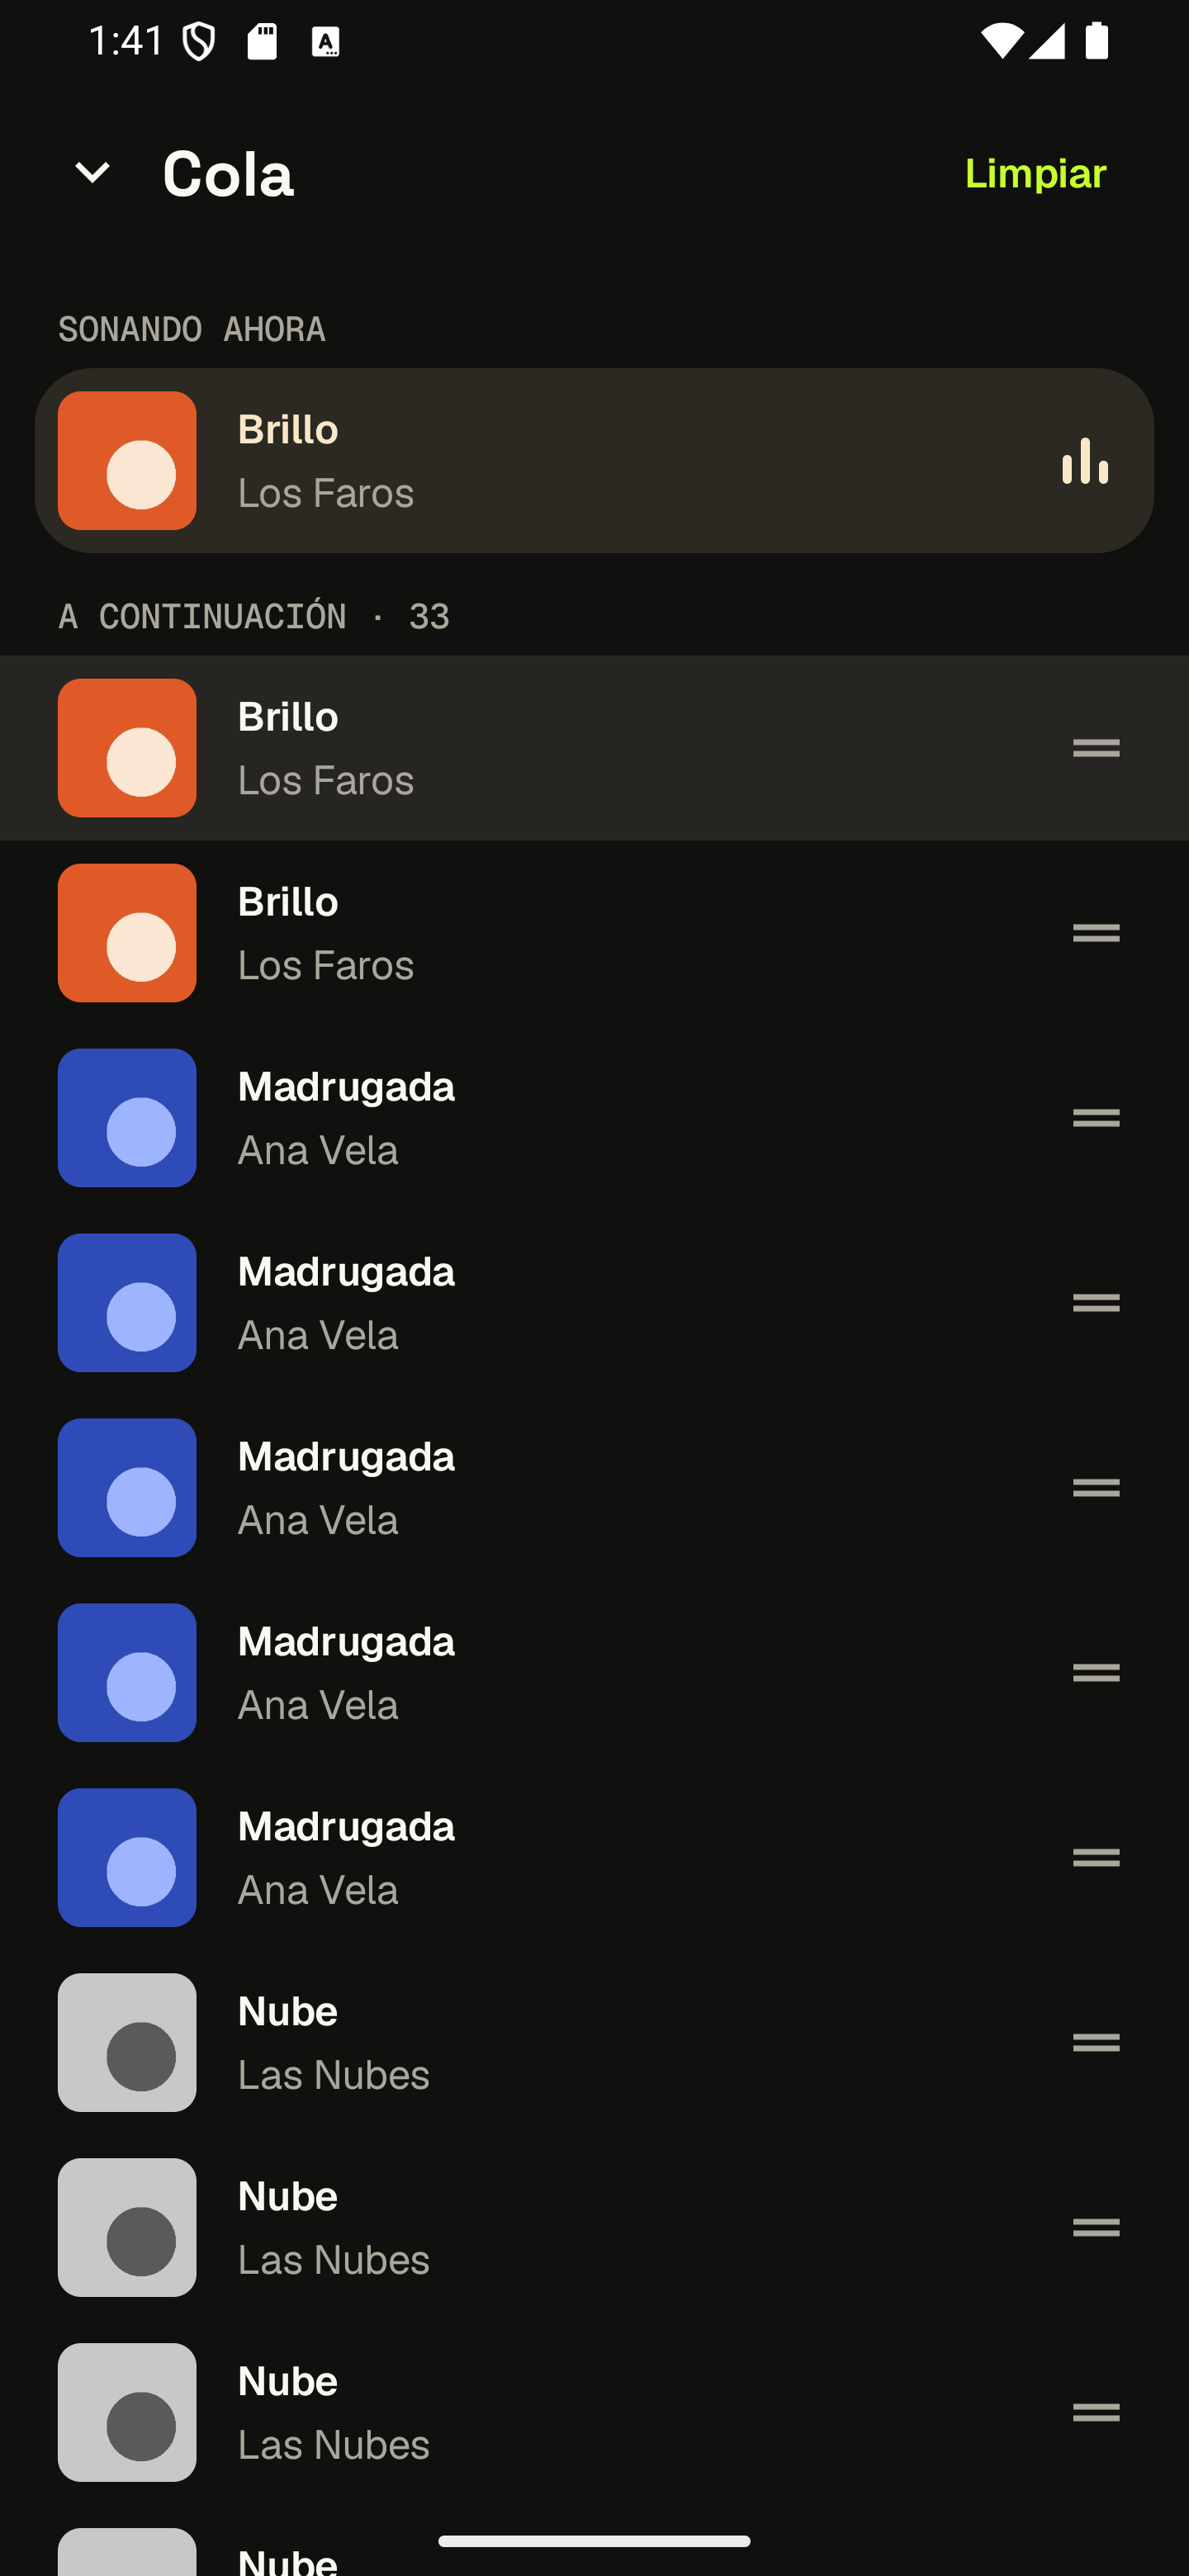 1:41
Cola
Limpiar
SONANDO AHORA
Brillo
Los Faros
A CONTINUACIÓN · 33
Brillo
Los Faros
Brillo
Los Faros
Madrugada
Ana Vela
Madrugada
Ana Vela
Madrugada
Ana Vela
Madrugada
Ana Vela
Madrugada
Ana Vela
Nube
Las Nubes
Nube
Las Nubes
Nube
Las Nubes
Nube